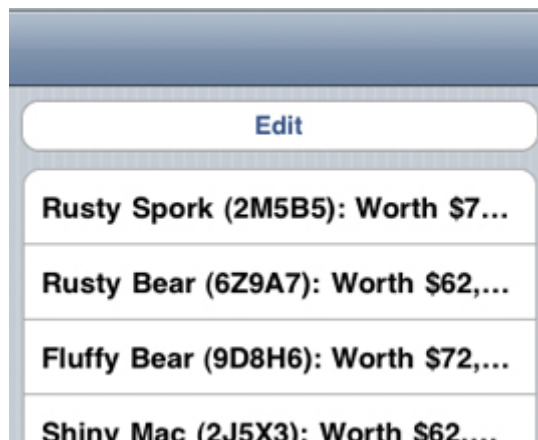 Edit
Rusty Spork (2M5B5): Worth $7...
Rusty Bear (6Z9A7): Worth $62,...
Fluffy Bear (9D8H6): Worth $72,...
Shiny Mac (2J5X3): Worth $62,...